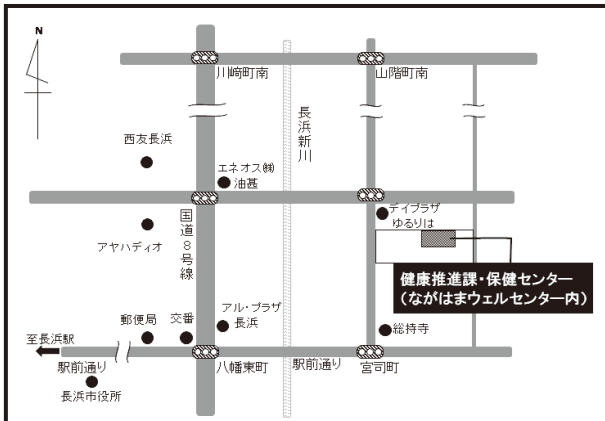 N
川崎町南
山階町南
長浜新川
西友長浜
エネオス㈱
油甚
国道8号線
デイプラザ
ゆるりは
アヤハディオ
健康推進課・保健センター
(ながはまウェルセンター内)
アル・プラザ
長浜
郵便局
交番
総持寺
至長浜駅
駅前通り
八幡東町
駅前通り
宮司町
長浜市役所